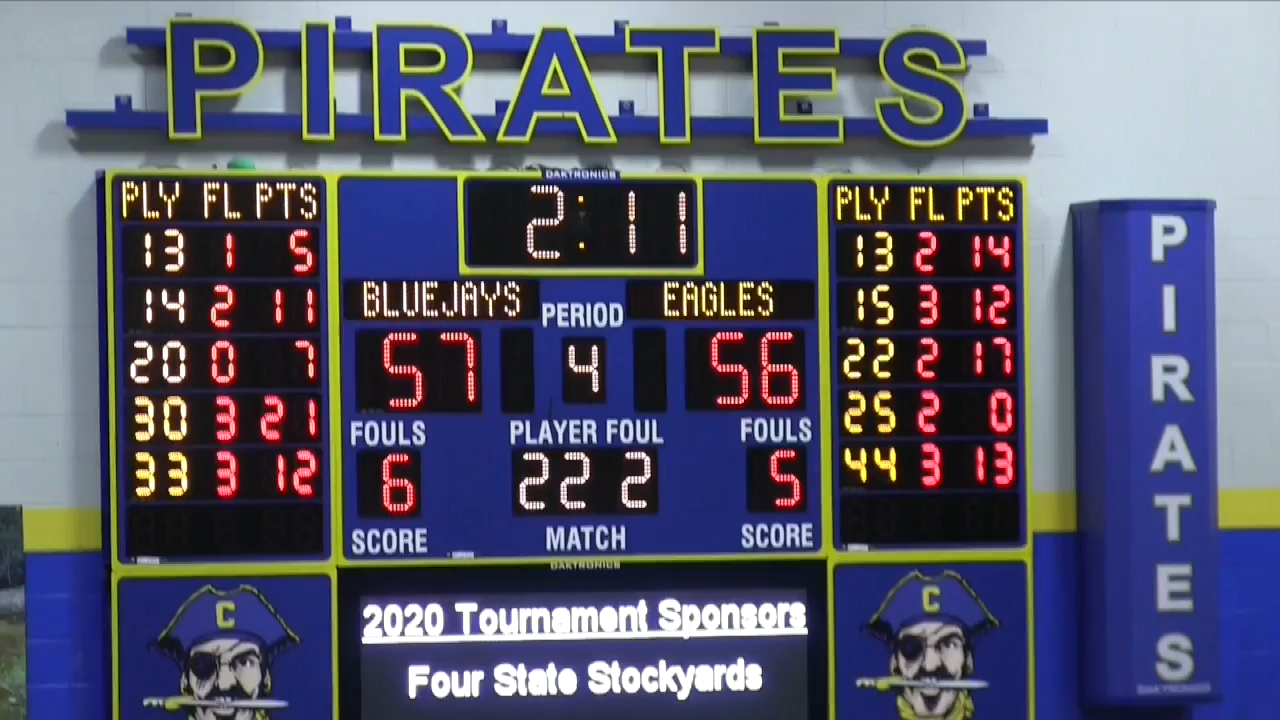 PIRATES
DAKTRONICS
2:11
PLY FL PTS
13 1 5
14 2 11
20 0 7
30 3 21
33 3 12
BLUEJAYS
PERIOD
EAGLES
57
4
56
FOULS
PLAYER FOUL
FOULS
6
22 2
5
SCORE
MATCH
SCORE
DAKTRONICS
PLY FL PTS
13 2 14
15 3 12
22 2 17
25 2 0
44 3 13
2020 Tournament Sponsors
Four State Stockyards
C
C
PIRATES
DAKTRONICS